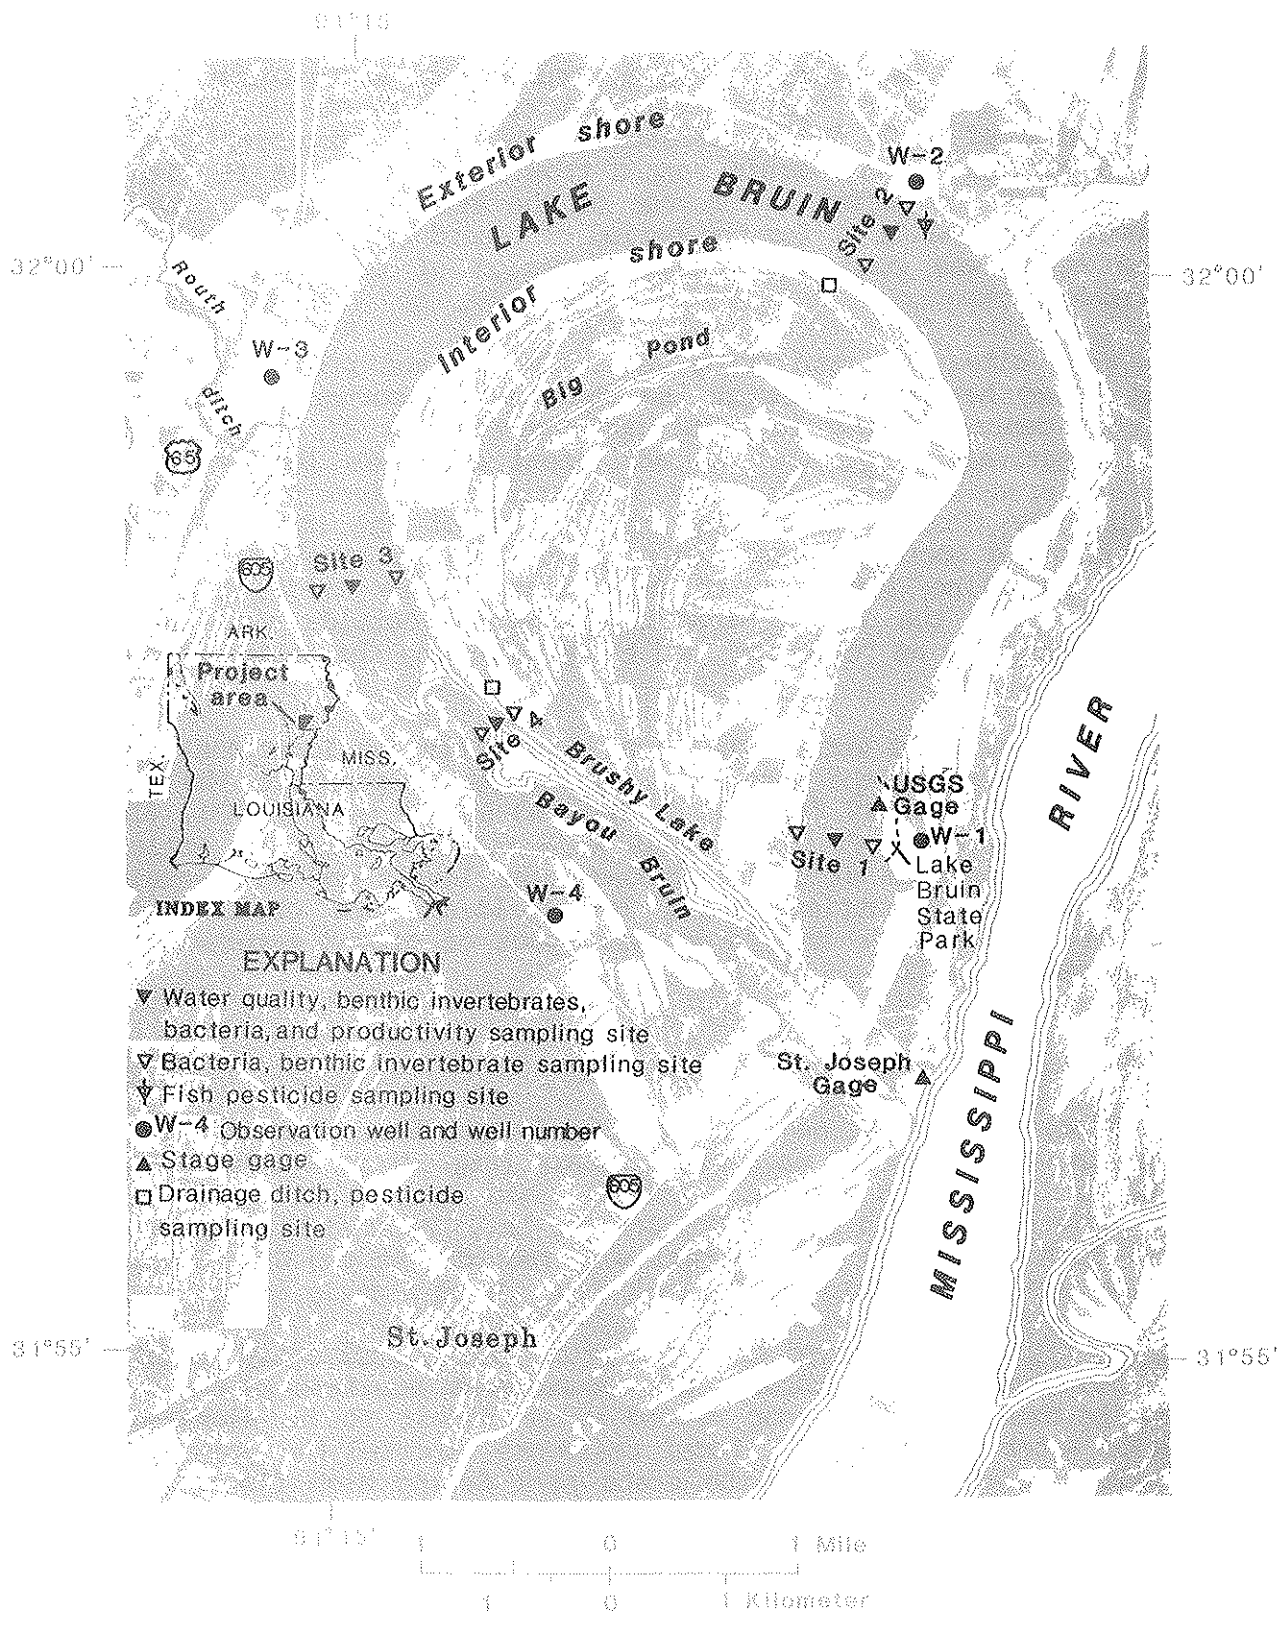 Exterior shore
LAKE BRUIN
W-2
Site 2
32°00'
32°00'
Interior shore
Routh
ditch
W-3
Big Pond
65
605
Site 3
ARK.
Project
area
TEX.
MISS.
LOUISIANA
INDEX MAP
Site 4
Brushy Lake
Bayou Bruin
W-4
USGS
Gage
W-1
Site 1
Lake
Bruin
State
Park
RIVER
MISSISSIPPI
EXPLANATION
Water quality, benthic invertebrates,
bacteria, and productivity sampling site
Bacteria, benthic invertebrate sampling site
Fish pesticide sampling site
W-4 Observation well and well number
Stage gage
Drainage ditch, pesticide
sampling site
St. Joseph
Gage
605
St. Joseph
31°55'
31°55'
91°15'
1 0 1 Mile
1 0 1 Kilometer